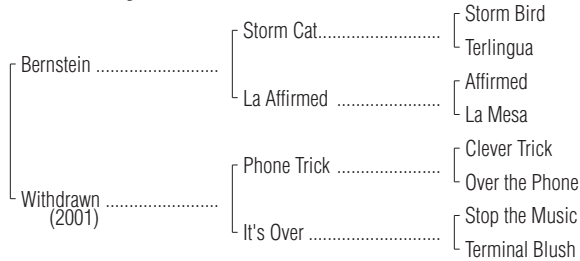 Storm Bird
Storm Cat..................
Terlingua
Bernstein ........................
Affirmed
La Affirmed ....................
La Mesa
Clever Trick
Phone Trick ....................
Over the Phone
Withdrawn ......................
(2001)
Stop the Music
It's Over ..........................
Terminal Blush